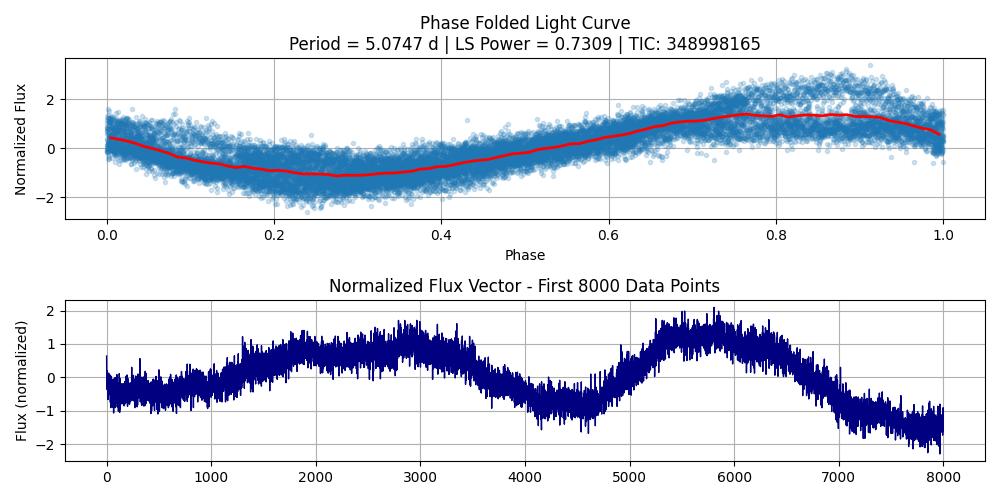 Phase Folded Light Curve
Period = 5.0747 d | LS Power = 0.7309 | TIC: 348998165
Normalized Flux
2
0
−2
0.0 0.2 0.4 0.6 0.8 1.0
Phase
Normalized Flux Vector - First 8000 Data Points
Flux (normalized)
2
1
0
−1
−2
0 1000 2000 3000 4000 5000 6000 7000 8000